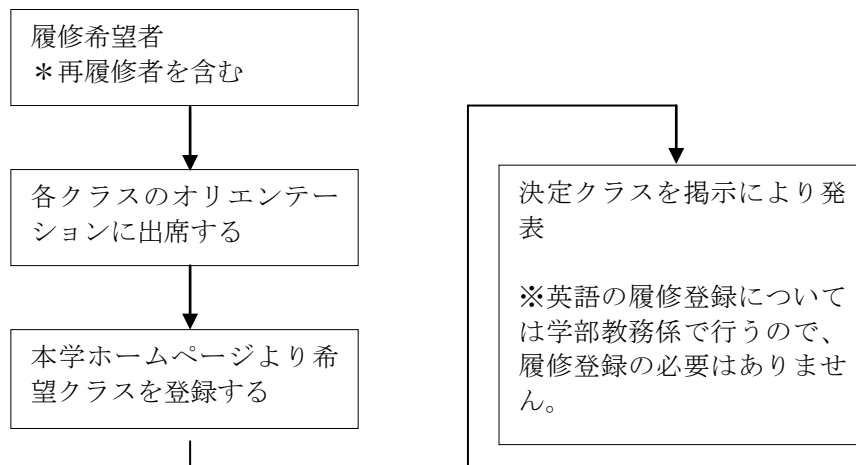 履修希望者
＊再履修者を含む
各クラスのオリエンテー
ションに出席する
本学ホームページより希
望クラスを登録する
決定クラスを掲示により発
表
※英語の履修登録について
は学部教務係で行うので、
履修登録の必要はありませ
ん。